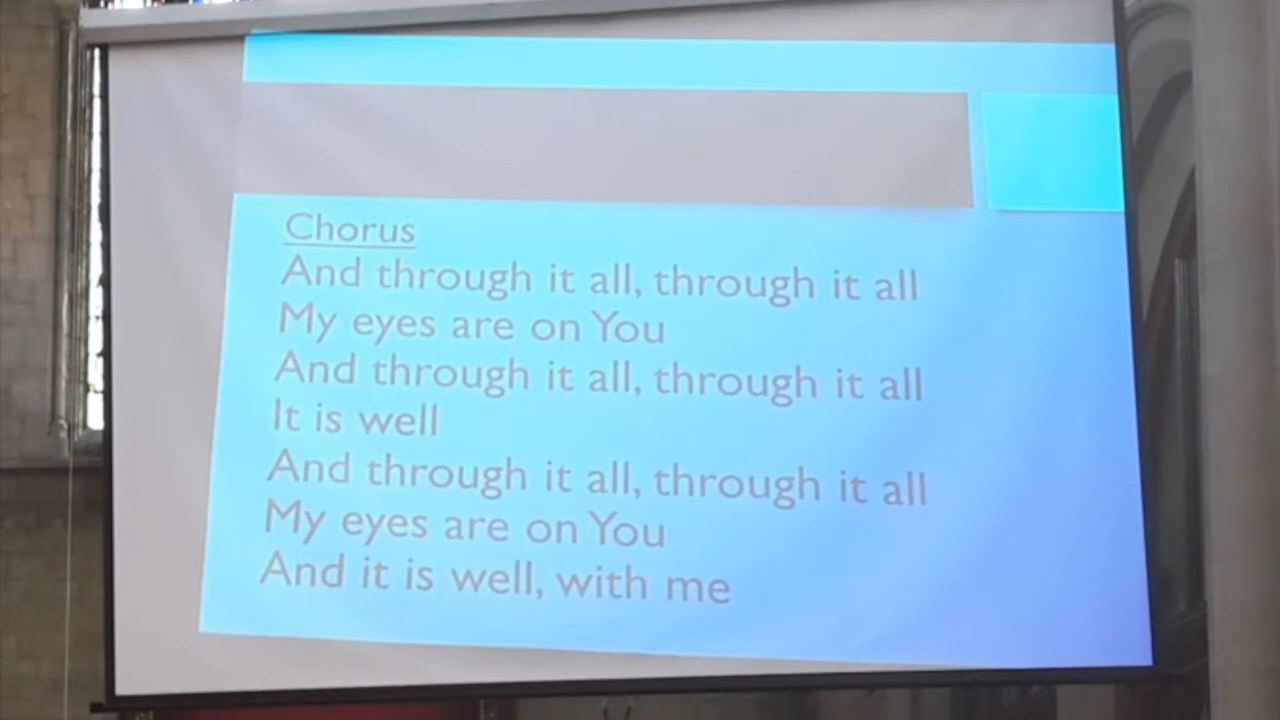 Chorus
And through it all, through it all
My eyes are on You
And through it all, through it all
It is well
And through it all, through it all
My eyes are on You
And it is well, with me